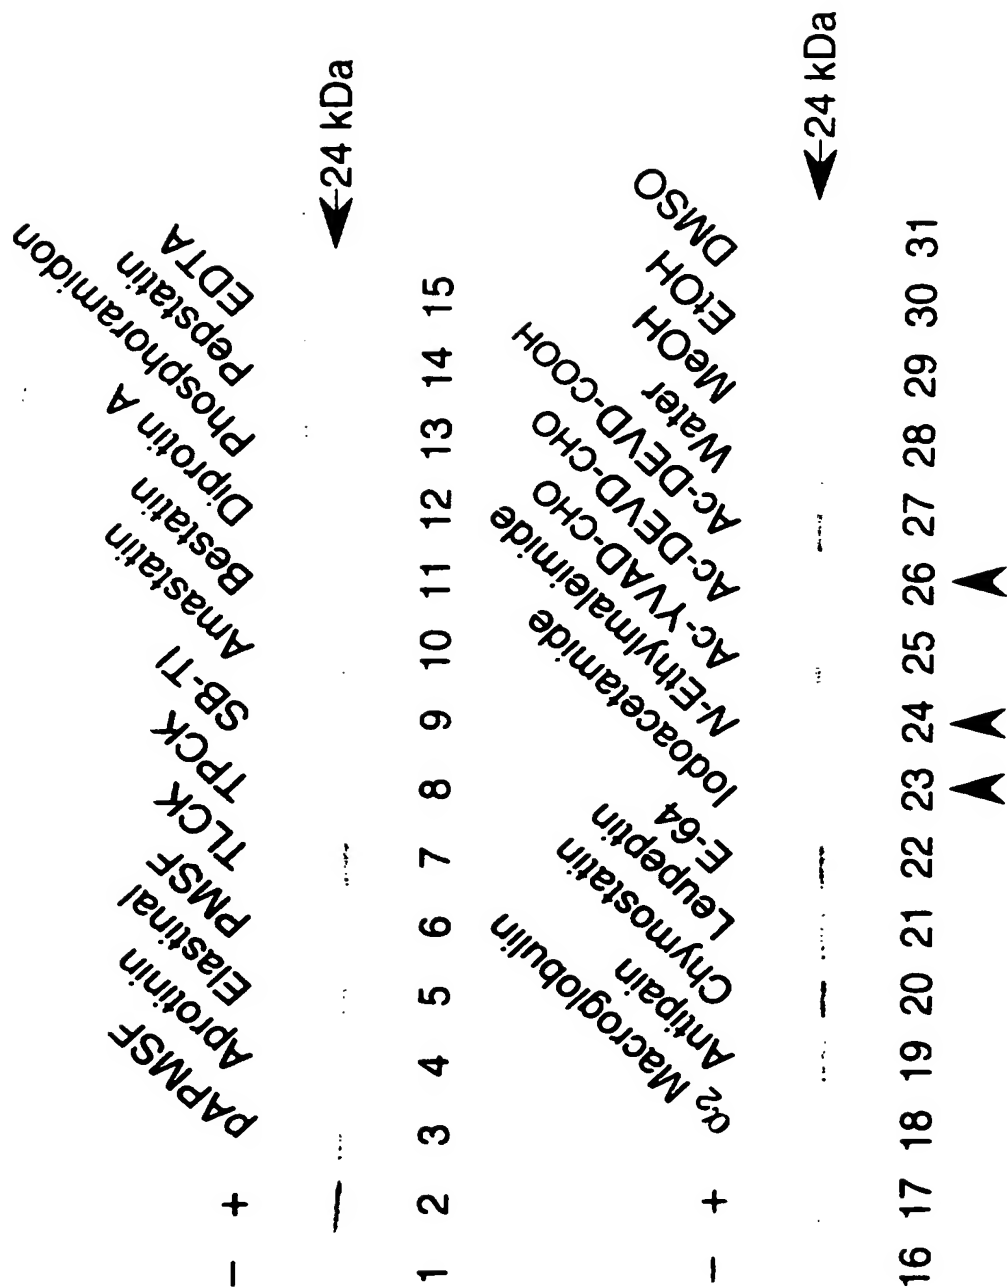 − + pAPMSF Aprotinin Elastinal PMSF TLCK TPCK SB-TI Amastatin Bestatin Diprotin A Phosphoramidon Pepstatin EDTA
24 kDa
1 2 3 4 5 6 7 8 9 10 11 12 13 14 15
− + α2 Macroglobulin Antipain Chymostatin Leupeptin E-64 Iodoacetamide N-Ethylmaleimide Ac-YVAD-CHO Ac-DEVD-CHO Ac-DEVD-COOH Water MeOH EtOH DMSO
24 kDa
16 17 18 19 20 21 22 23 24 25 26 27 28 29 30 31